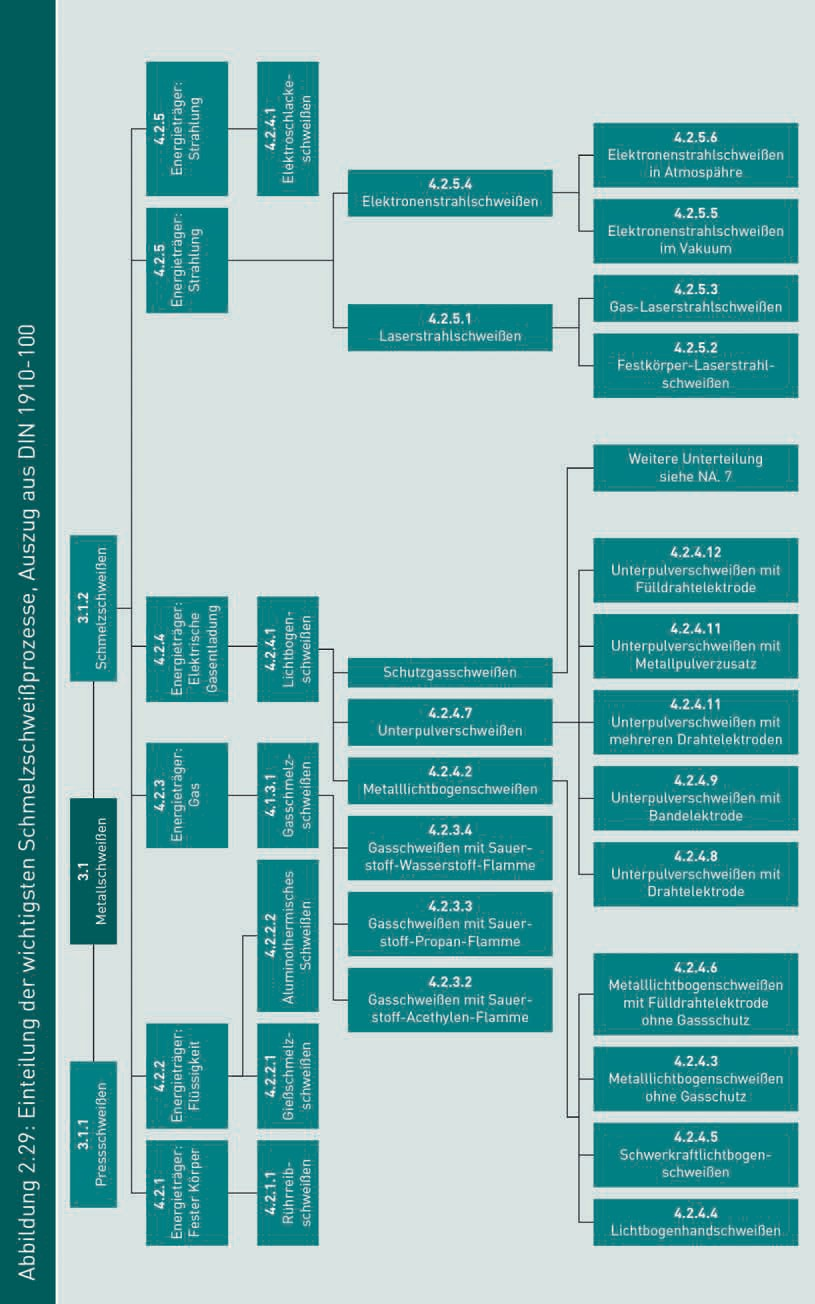 Abbildung 2.29: Einteilung der wichtigsten Schmelzschweißprozesse, Auszug aus DIN 1910-100
3.1
Metallschweißen
3.1.1
Pressschweißen
3.1.2
Schmelzschweißen
4.2.1
Energieträger:
Fester Körper
4.2.2
Energieträger:
Flüssigkeit
4.2.3
Energieträger:
Gas
4.2.4
Energieträger:
Elektrische
Gasentladung
4.2.5
Energieträger:
Strahlung
4.2.5
Energieträger:
Strahlung
4.2.1.1
Rührreib-
schweißen
4.2.2.1
Gießschmelz-
schweißen
4.2.2.2
Aluminothermisches
Schweißen
4.1.3.1
Gasschmelz-
schweißen
4.2.4.1
Lichtbogen-
schweißen
4.2.4.1
Elektroschlacke-
schweißen
4.2.5.4
Elektronenstrahlschweißen
4.2.5.1
Laserstrahlschweißen
Schutzgasschweißen
4.2.4.7
Unterpulverschweißen
4.2.4.2
Metalllichtbogenschweißen
4.2.3.4
Gasschweißen mit Sauer-
stoff-Wasserstoff-Flamme
4.2.3.3
Gasschweißen mit Sauer-
stoff-Propan-Flamme
4.2.3.2
Gasschweißen mit Sauer-
stoff-Acethylen-Flamme
4.2.5.6
Elektronenstrahlschweißen
in Atmospähre
4.2.5.5
Elektronenstrahlschweißen
im Vakuum
4.2.5.3
Gas-Laserstrahlschweißen
4.2.5.2
Festkörper-Laserstrahl-
schweißen
Weitere Unterteilung
siehe NA. 7
4.2.4.12
Unterpulverschweißen mit
Fülldrahtelektrode
4.2.4.11
Unterpulverschweißen mit
Metallpulverzusatz
4.2.4.11
Unterpulverschweißen mit
mehreren Drahtelektroden
4.2.4.9
Unterpulverschweißen mit
Bandelektrode
4.2.4.8
Unterpulverschweißen mit
Drahtelektrode
4.2.4.6
Metalllichtbogenschweißen
mit Fülldrahtelektrode
ohne Gassschutz
4.2.4.3
Metalllichtbogenschweißen
ohne Gasschutz
4.2.4.5
Schwerkraftlichtbogen-
schweißen
4.2.4.4
Lichtbogenhandschweißen